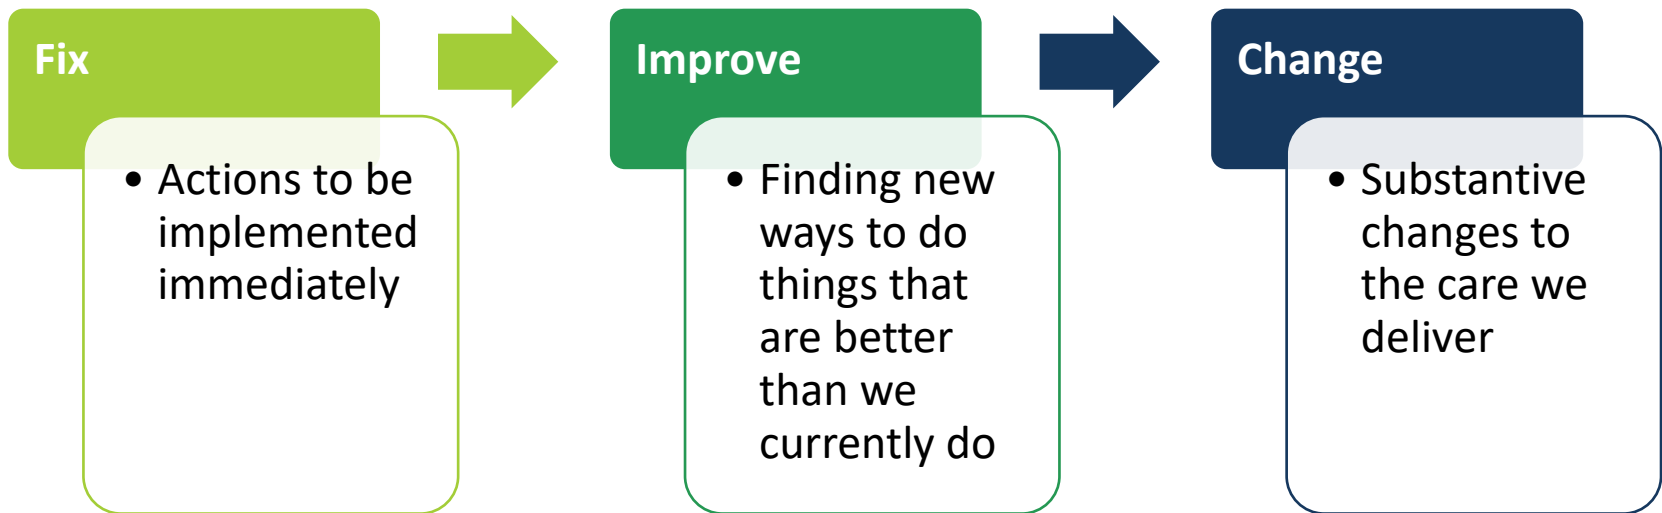 Fix
• Actions to be
implemented
immediately
Improve
• Finding new
ways to do
things that
are better
than we
currently do
Change
• Substantive
changes to
the care we
deliver